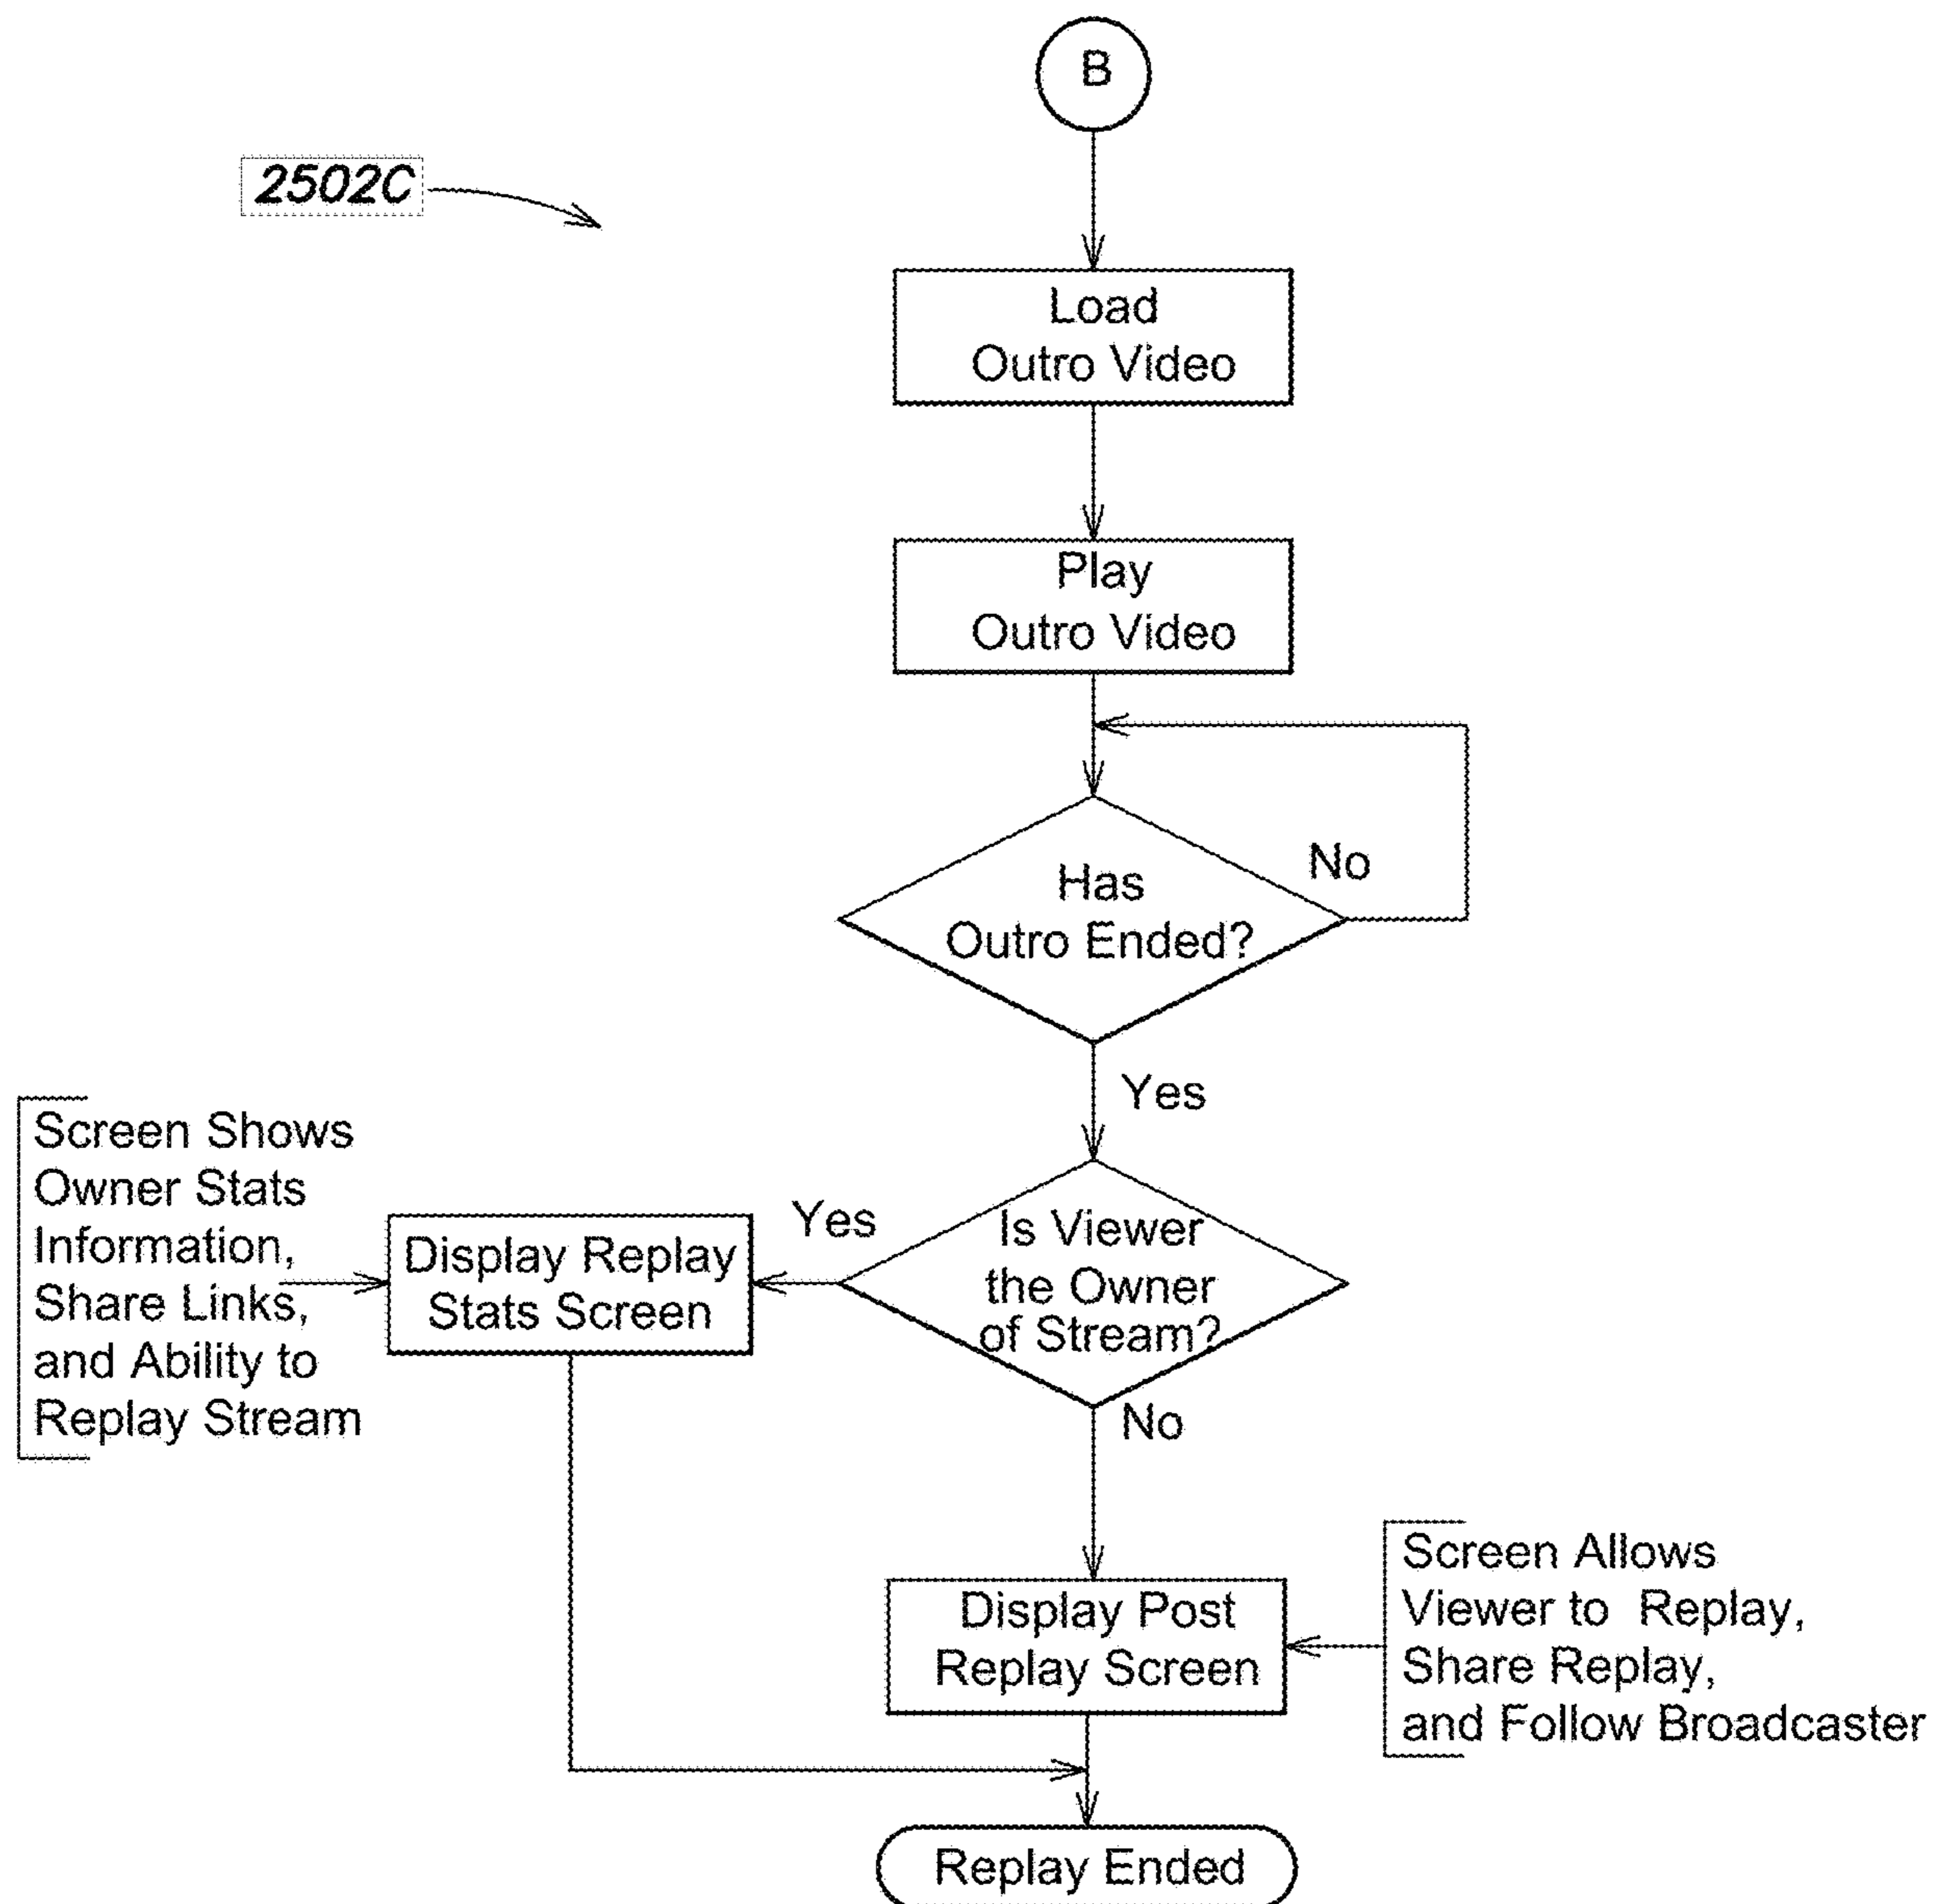 B
2502C
Load
Outro Video
Play
Outro Video
Has
Outro Ended?
No
Yes
Is Viewer
the Owner
of Stream?
Yes
Display Replay
Stats Screen
Screen Shows
Owner Stats
Information,
Share Links,
and Ability to
Replay Stream
No
Display Post
Replay Screen
Screen Allows
Viewer to Replay,
Share Replay,
and Follow Broadcaster
Replay Ended